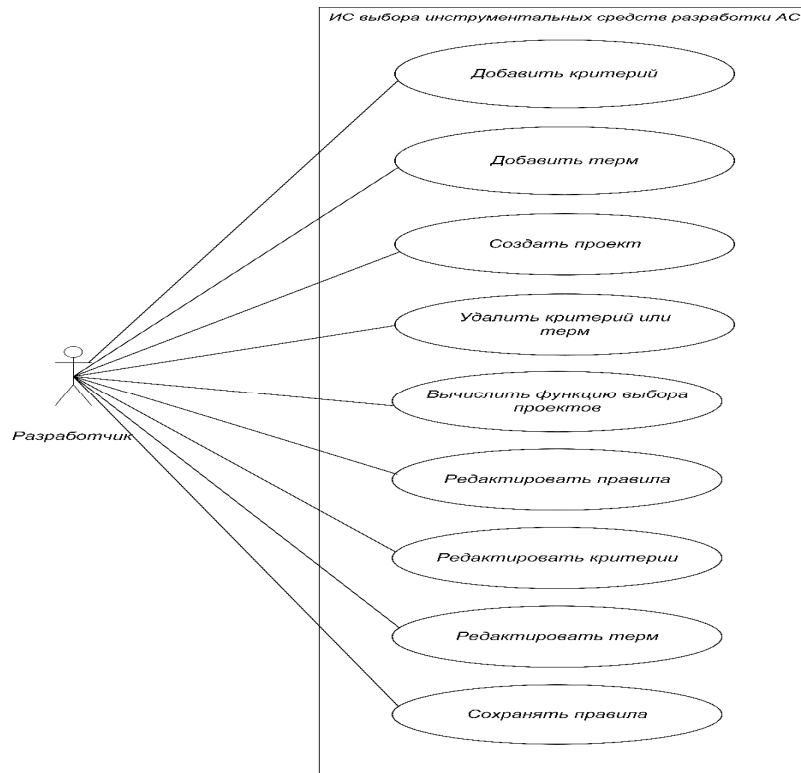 ИС выбора инструментальных средств разработки АС
Добавить критерий
Добавить терм
Создать проект
Удалить критерий или
терм
Вычислить функцию выбора
проектов
Разработчик
Редактировать правила
Редактировать критерии
Редактировать терм
Сохранять правила